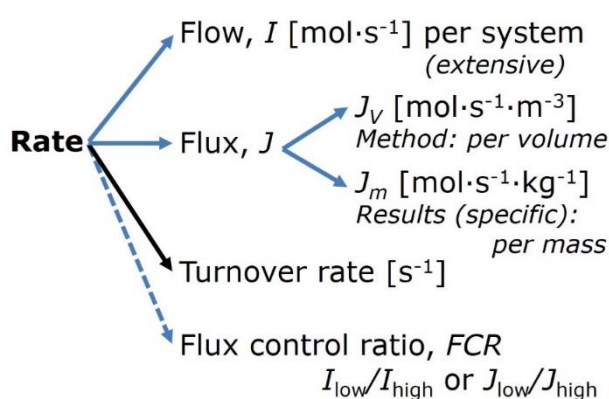 Flow, I [mol·s⁻¹] per system
(extensive)
Rate
Flux, J
J_V [mol·s⁻¹·m⁻³]
Method: per volume
J_m [mol·s⁻¹·kg⁻¹]
Results (specific):
per mass
Turnover rate [s⁻¹]
Flux control ratio, FCR
I_low/I_high or J_low/J_high